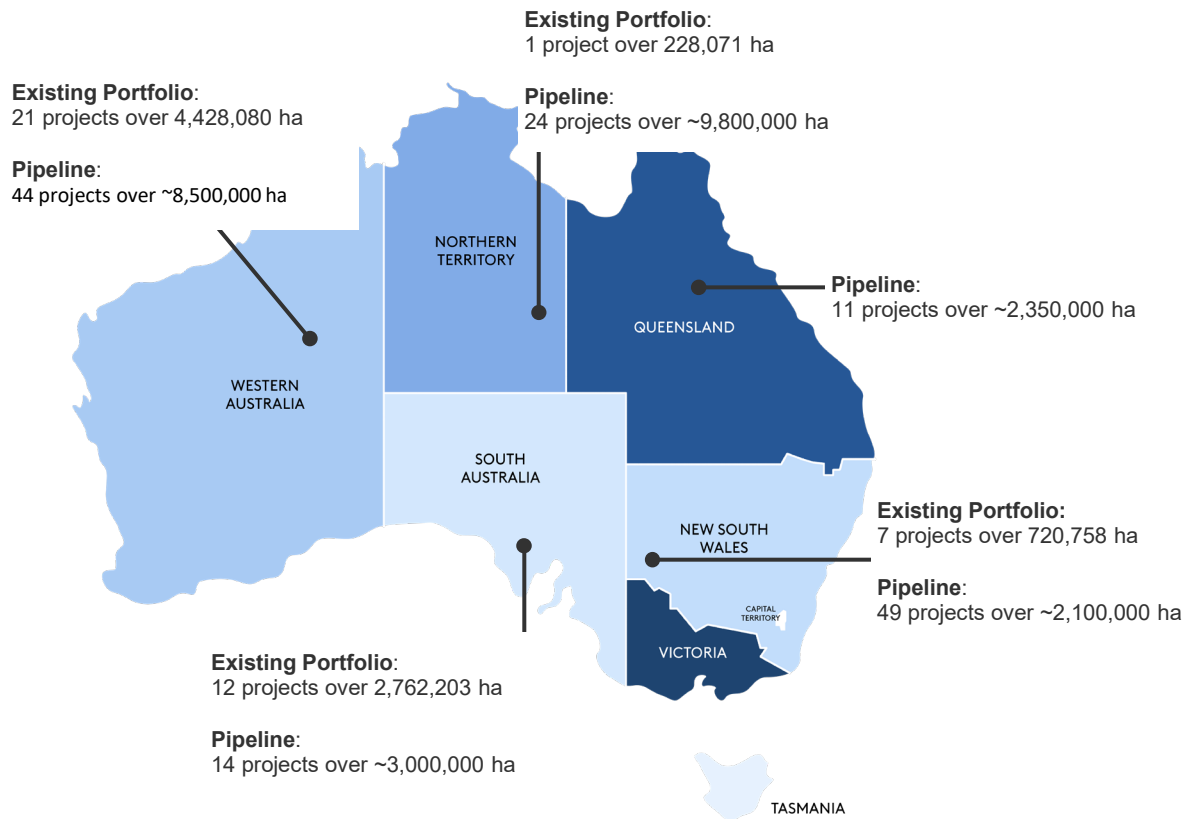 Existing Portfolio:
1 project over 228,071 ha
Pipeline:
24 projects over ~9,800,000 ha
Existing Portfolio:
21 projects over 4,428,080 ha
Pipeline:
44 projects over ~8,500,000 ha
NORTHERN
TERRITORY
Pipeline:
11 projects over ~2,350,000 ha
QUEENSLAND
WESTERN
AUSTRALIA
SOUTH
AUSTRALIA
NEW SOUTH
WALES
Existing Portfolio:
7 projects over 720,758 ha
Pipeline:
49 projects over ~2,100,000 ha
CAPITAL
TERRITORY
VICTORIA
Existing Portfolio:
12 projects over 2,762,203 ha
Pipeline:
14 projects over ~3,000,000 ha
TASMANIA